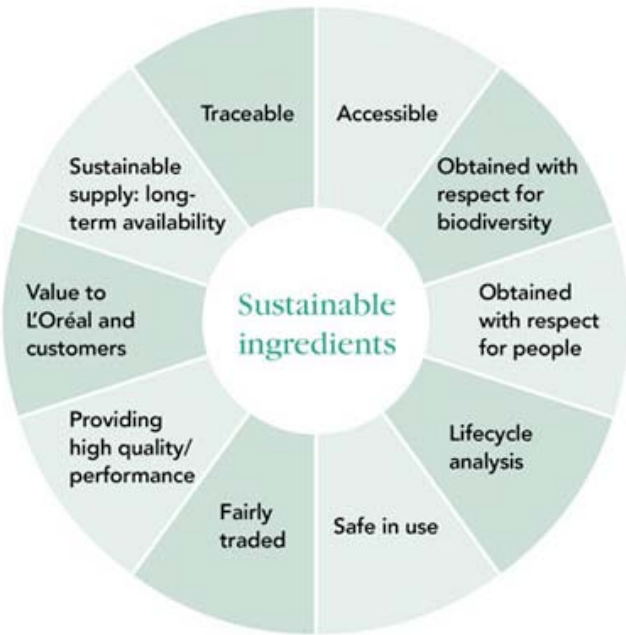 Traceable
Accessible
Obtained with
respect for
biodiversity
Obtained
with respect
for people
Lifecycle
analysis
Safe in use
Fairly
traded
Providing
high quality/
performance
Value to
L'Oréal and
customers
Sustainable
supply: long-
term availability
Sustainable
ingredients